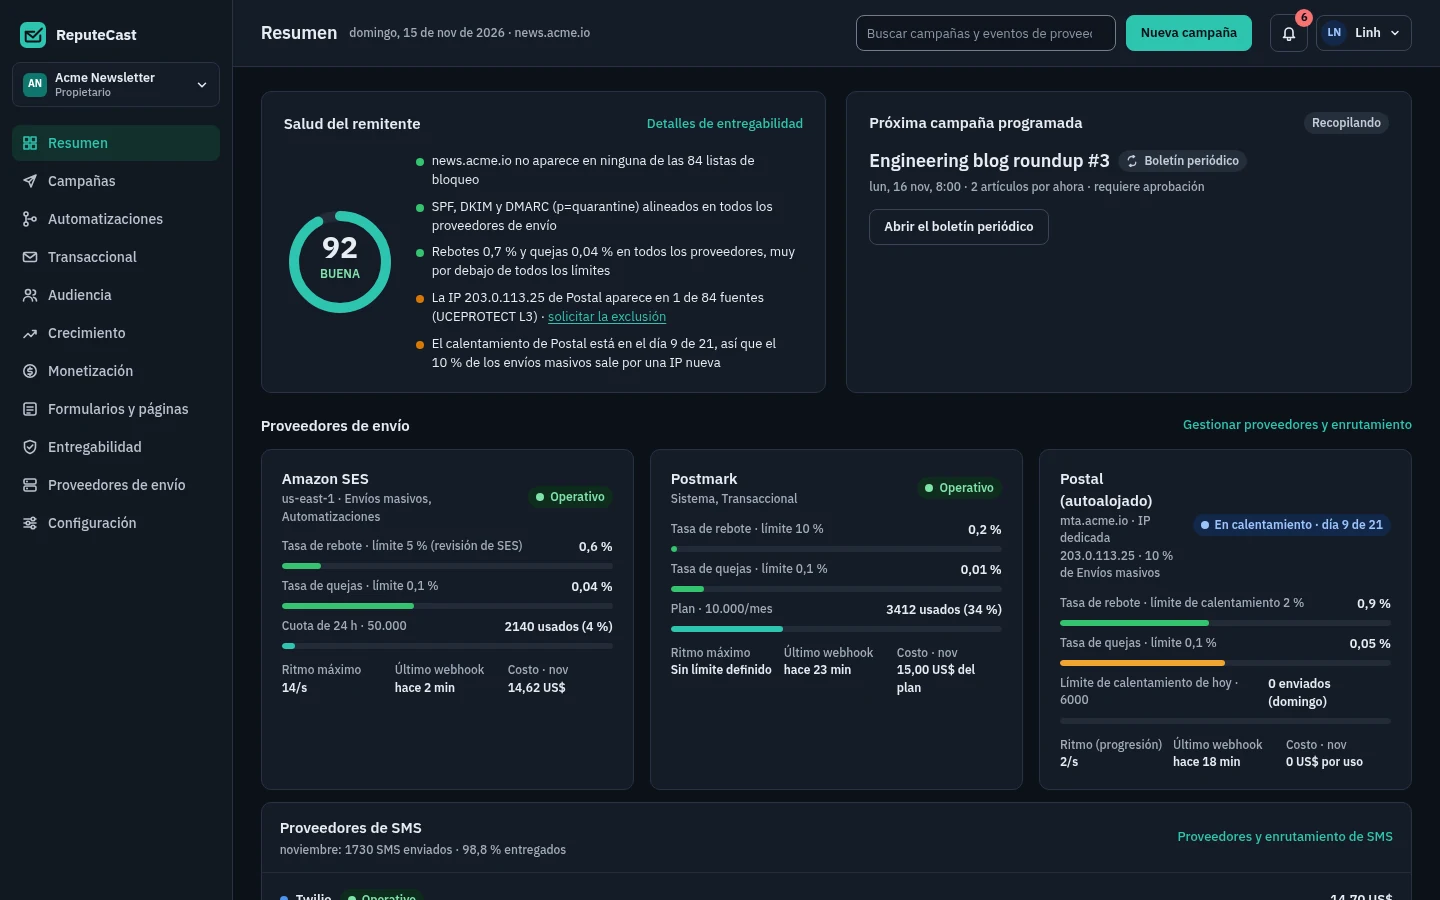 ReputeCast
AN
Acme Newsletter
Propietario
Resumen
Campañas
Automatizaciones
Transaccional
Audiencia
Crecimiento
Monetización
Formularios y páginas
Entregabilidad
Proveedores de envío
Configuración
Resumen
domingo, 15 de nov de 2026 · news.acme.io
Buscar campañas y eventos de provee
Nueva campaña
6
LN
Linh
Salud del remitente
Detalles de entregabilidad
92
BUENA
news.acme.io no aparece en ninguna de las 84 listas de
bloqueo
SPF, DKIM y DMARC (p=quarantine) alineados en todos los
proveedores de envío
Rebotes 0,7 % y quejas 0,04 % en todos los proveedores, muy
por debajo de todos los límites
La IP 203.0.113.25 de Postal aparece en 1 de 84 fuentes
(UCEPROTECT L3) · solicitar la exclusión
El calentamiento de Postal está en el día 9 de 21, así que el
10 % de los envíos masivos sale por una IP nueva
Próxima campaña programada
Recopilando
Engineering blog roundup #3
Boletín periódico
lun, 16 nov, 8:00 · 2 artículos por ahora · requiere aprobación
Abrir el boletín periódico
Proveedores de envío
Gestionar proveedores y enrutamiento
Amazon SES
us-east-1 · Envíos masivos,
Automatizaciones
Operativo
Tasa de rebote · límite 5 % (revisión de SES)
0,6 %
Tasa de quejas · límite 0,1 %
0,04 %
Cuota de 24 h · 50.000
2140 usados (4 %)
Ritmo máximo
14/s
Último webhook
hace 2 min
Costo · nov
14,62 US$
Postmark
Sistema, Transaccional
Operativo
Tasa de rebote · límite 10 %
0,2 %
Tasa de quejas · límite 0,1 %
0,01 %
Plan · 10.000/mes
3412 usados (34 %)
Ritmo máximo
Sin límite definido
Último webhook
hace 23 min
Costo · nov
15,00 US$ del
plan
Postal
(autoalojado)
mta.acme.io · IP
dedicada
203.0.113.25 · 10 %
de Envíos masivos
En calentamiento · día 9 de 21
Tasa de rebote · límite de calentamiento 2 %
0,9 %
Tasa de quejas · límite 0,1 %
0,05 %
Límite de calentamiento de hoy ·
6000
0 enviados
(domingo)
Ritmo (progresión)
2/s
Último webhook
hace 18 min
Costo · nov
0 US$ por uso
Proveedores de SMS
noviembre: 1730 SMS enviados · 98,8 % entregados
Proveedores y enrutamiento de SMS
Twilio
Operativo
14,70 US$